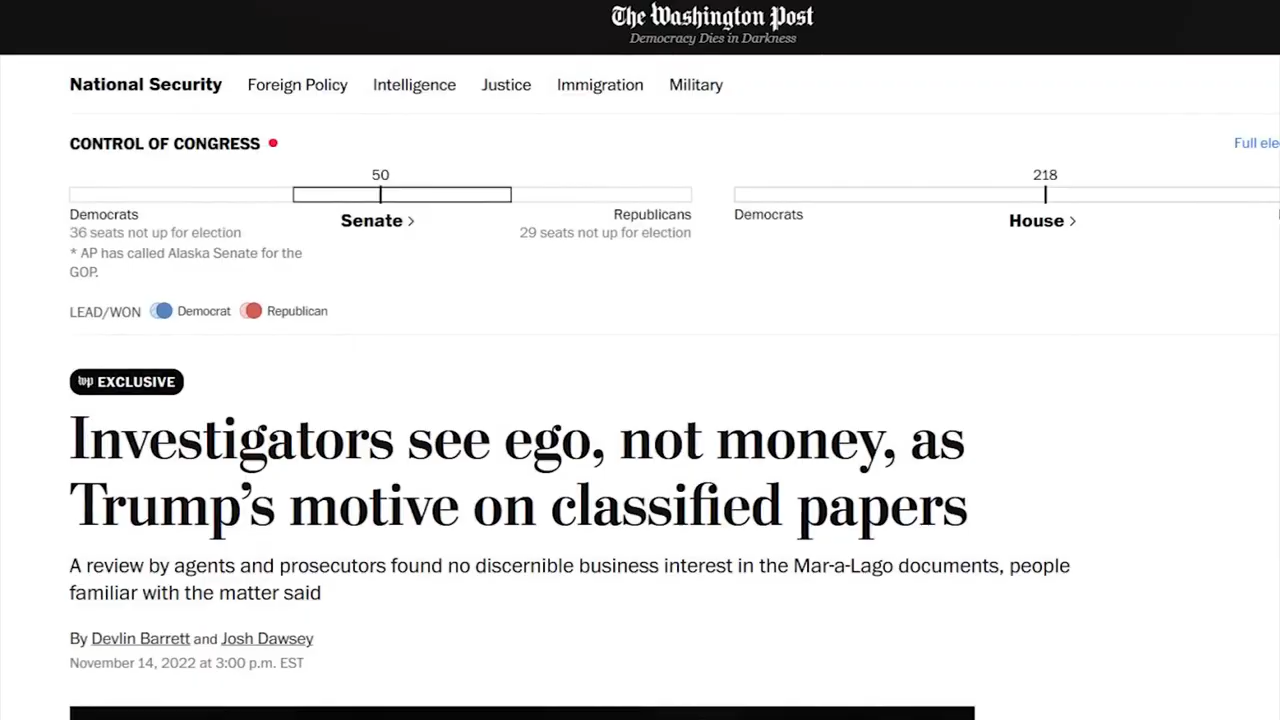 The Washington Post
Democracy Dies in Darkness
National Security Foreign Policy Intelligence Justice Immigration Military
CONTROL OF CONGRESS
Full ele
50
218
Democrats
Republicans
Senate >
36 seats not up for election
29 seats not up for election
* AP has called Alaska Senate for the
GOP.
Democrats
House >
LEAD/WON Democrat Republican
wp EXCLUSIVE
Investigators see ego, not money, as
Trump's motive on classified papers
A review by agents and prosecutors found no discernible business interest in the Mar-a-Lago documents, people
familiar with the matter said
By Devlin Barrett and Josh Dawsey
November 14, 2022 at 3:00 p.m. EST